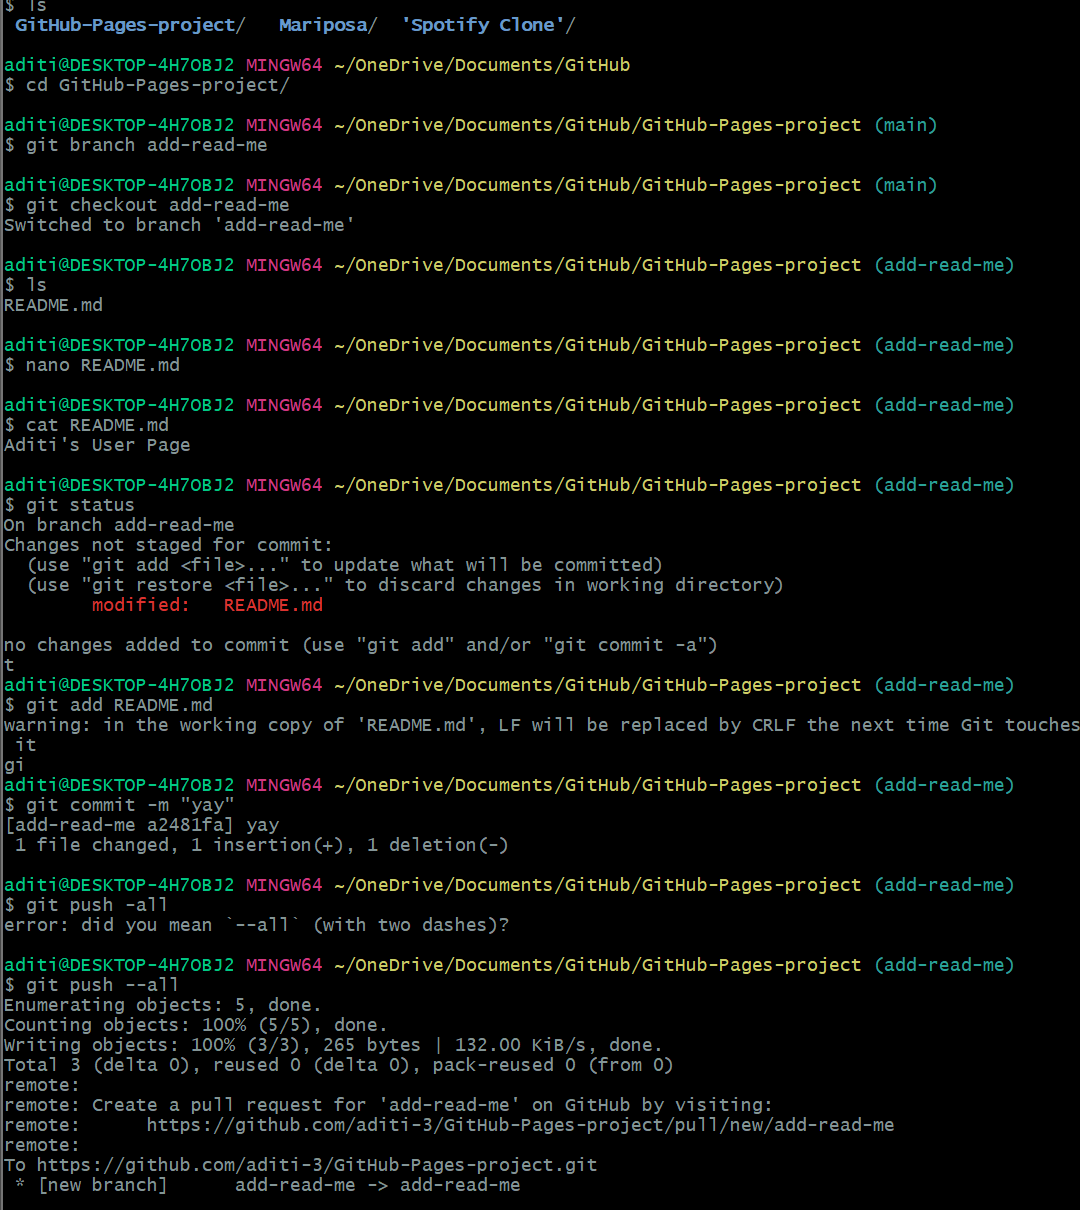 $ ls
GitHub-Pages-project/   Mariposa/  'Spotify Clone'/

aditi@DESKTOP-4H7OBJ2 MINGW64 ~/OneDrive/Documents/GitHub
$ cd GitHub-Pages-project/

aditi@DESKTOP-4H7OBJ2 MINGW64 ~/OneDrive/Documents/GitHub/GitHub-Pages-project (main)
$ git branch add-read-me

aditi@DESKTOP-4H7OBJ2 MINGW64 ~/OneDrive/Documents/GitHub/GitHub-Pages-project (main)
$ git checkout add-read-me
Switched to branch 'add-read-me'

aditi@DESKTOP-4H7OBJ2 MINGW64 ~/OneDrive/Documents/GitHub/GitHub-Pages-project (add-read-me)
$ ls
README.md

aditi@DESKTOP-4H7OBJ2 MINGW64 ~/OneDrive/Documents/GitHub/GitHub-Pages-project (add-read-me)
$ nano README.md

aditi@DESKTOP-4H7OBJ2 MINGW64 ~/OneDrive/Documents/GitHub/GitHub-Pages-project (add-read-me)
$ cat README.md
Aditi's User Page

aditi@DESKTOP-4H7OBJ2 MINGW64 ~/OneDrive/Documents/GitHub/GitHub-Pages-project (add-read-me)
$ git status
On branch add-read-me
Changes not staged for commit:
  (use "git add <file>..." to update what will be committed)
  (use "git restore <file>..." to discard changes in working directory)
        modified:   README.md

no changes added to commit (use "git add" and/or "git commit -a")
t
aditi@DESKTOP-4H7OBJ2 MINGW64 ~/OneDrive/Documents/GitHub/GitHub-Pages-project (add-read-me)
$ git add README.md
warning: in the working copy of 'README.md', LF will be replaced by CRLF the next time Git touches
 it
gi
aditi@DESKTOP-4H7OBJ2 MINGW64 ~/OneDrive/Documents/GitHub/GitHub-Pages-project (add-read-me)
$ git commit -m "yay"
[add-read-me a2481fa] yay
 1 file changed, 1 insertion(+), 1 deletion(-)

aditi@DESKTOP-4H7OBJ2 MINGW64 ~/OneDrive/Documents/GitHub/GitHub-Pages-project (add-read-me)
$ git push -all
error: did you mean `--all` (with two dashes)?

aditi@DESKTOP-4H7OBJ2 MINGW64 ~/OneDrive/Documents/GitHub/GitHub-Pages-project (add-read-me)
$ git push --all
Enumerating objects: 5, done.
Counting objects: 100% (5/5), done.
Writing objects: 100% (3/3), 265 bytes | 132.00 KiB/s, done.
Total 3 (delta 0), reused 0 (delta 0), pack-reused 0 (from 0)
remote:
remote: Create a pull request for 'add-read-me' on GitHub by visiting:
remote:      https://github.com/aditi-3/GitHub-Pages-project/pull/new/add-read-me
remote:
To https://github.com/aditi-3/GitHub-Pages-project.git
 * [new branch]      add-read-me -> add-read-me